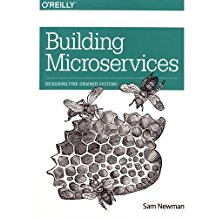 O'REILLY®
Building
Microservices
DESIGNING FINE-GRAINED SYSTEMS
Sam Newman